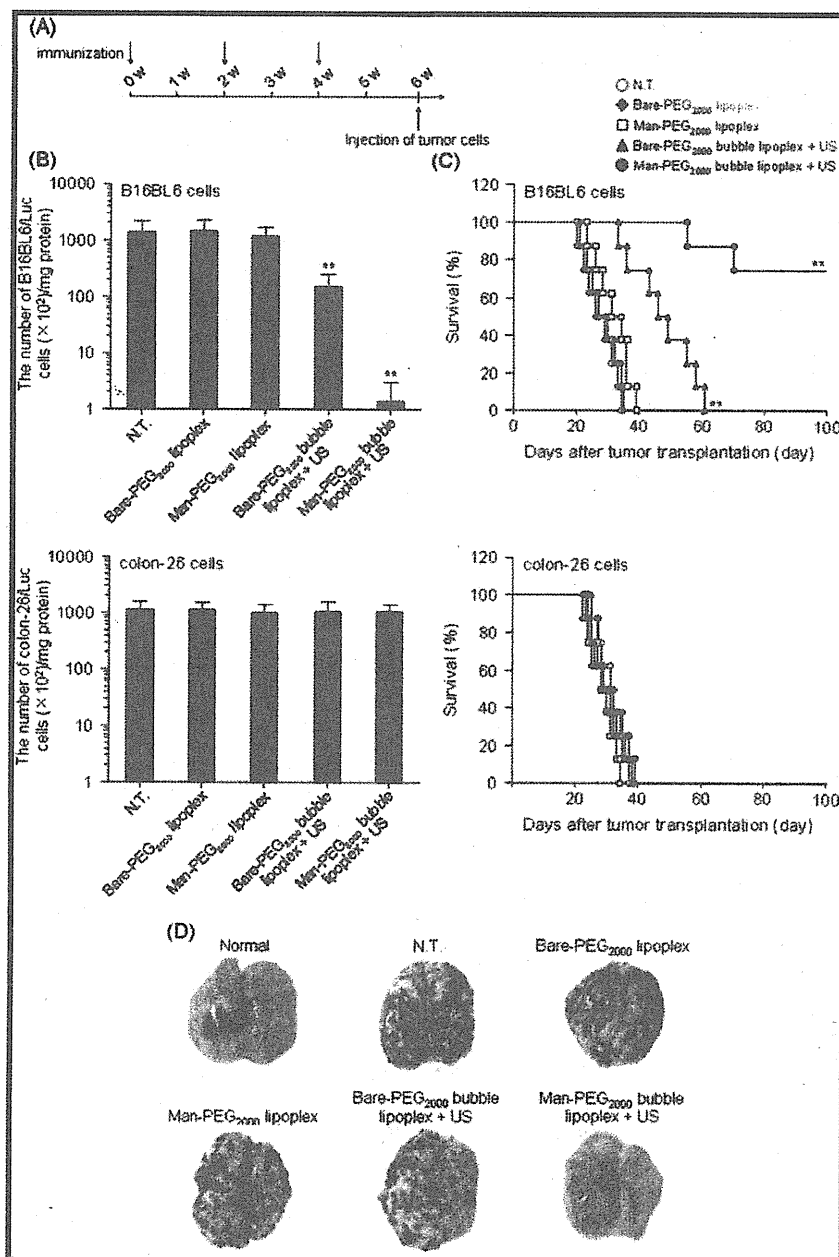 (A)
immunization
0 w
1 w
2 w
3 w
4 w
5 w
6 w
Injection of tumor cells
N.T.
Bare-PEG2000 lipoplex
Man-PEG2000 lipoplex
Bare-PEG2000 bubble lipoplex + US
Man-PEG2000 bubble lipoplex + US
(B)
B16BL6 cells
The number of B16BL6/Luc
cells (×10²)/mg protein)
10000
1000
100
10
1
**
**
N.T.
Bare-PEG2000 lipoplex
Man-PEG2000 lipoplex
Bare-PEG2000 bubble
lipoplex + US
Man-PEG2000 bubble
lipoplex + US
(C)
B16BL6 cells
Survival (%)
120
100
80
60
40
20
0
**
**
0
20
40
60
80
100
Days after tumor transplantation (day)
colon-26 cells
The number of colon-26/Luc
cells (×10²)/mg protein)
10000
1000
100
10
1
N.T.
Bare-PEG2000 lipoplex
Man-PEG2000 lipoplex
Bare-PEG2000 bubble
lipoplex + US
Man-PEG2000 bubble
lipoplex + US
colon-26 cells
Survival (%)
120
100
80
60
40
20
0
0
20
40
60
80
100
Days after tumor transplantation (day)
(D)
Normal
N.T.
Bare-PEG2000 lipoplex
Man-PEG2000 lipoplex
Bare-PEG2000 bubble
lipoplex + US
Man-PEG2000 bubble
lipoplex + US